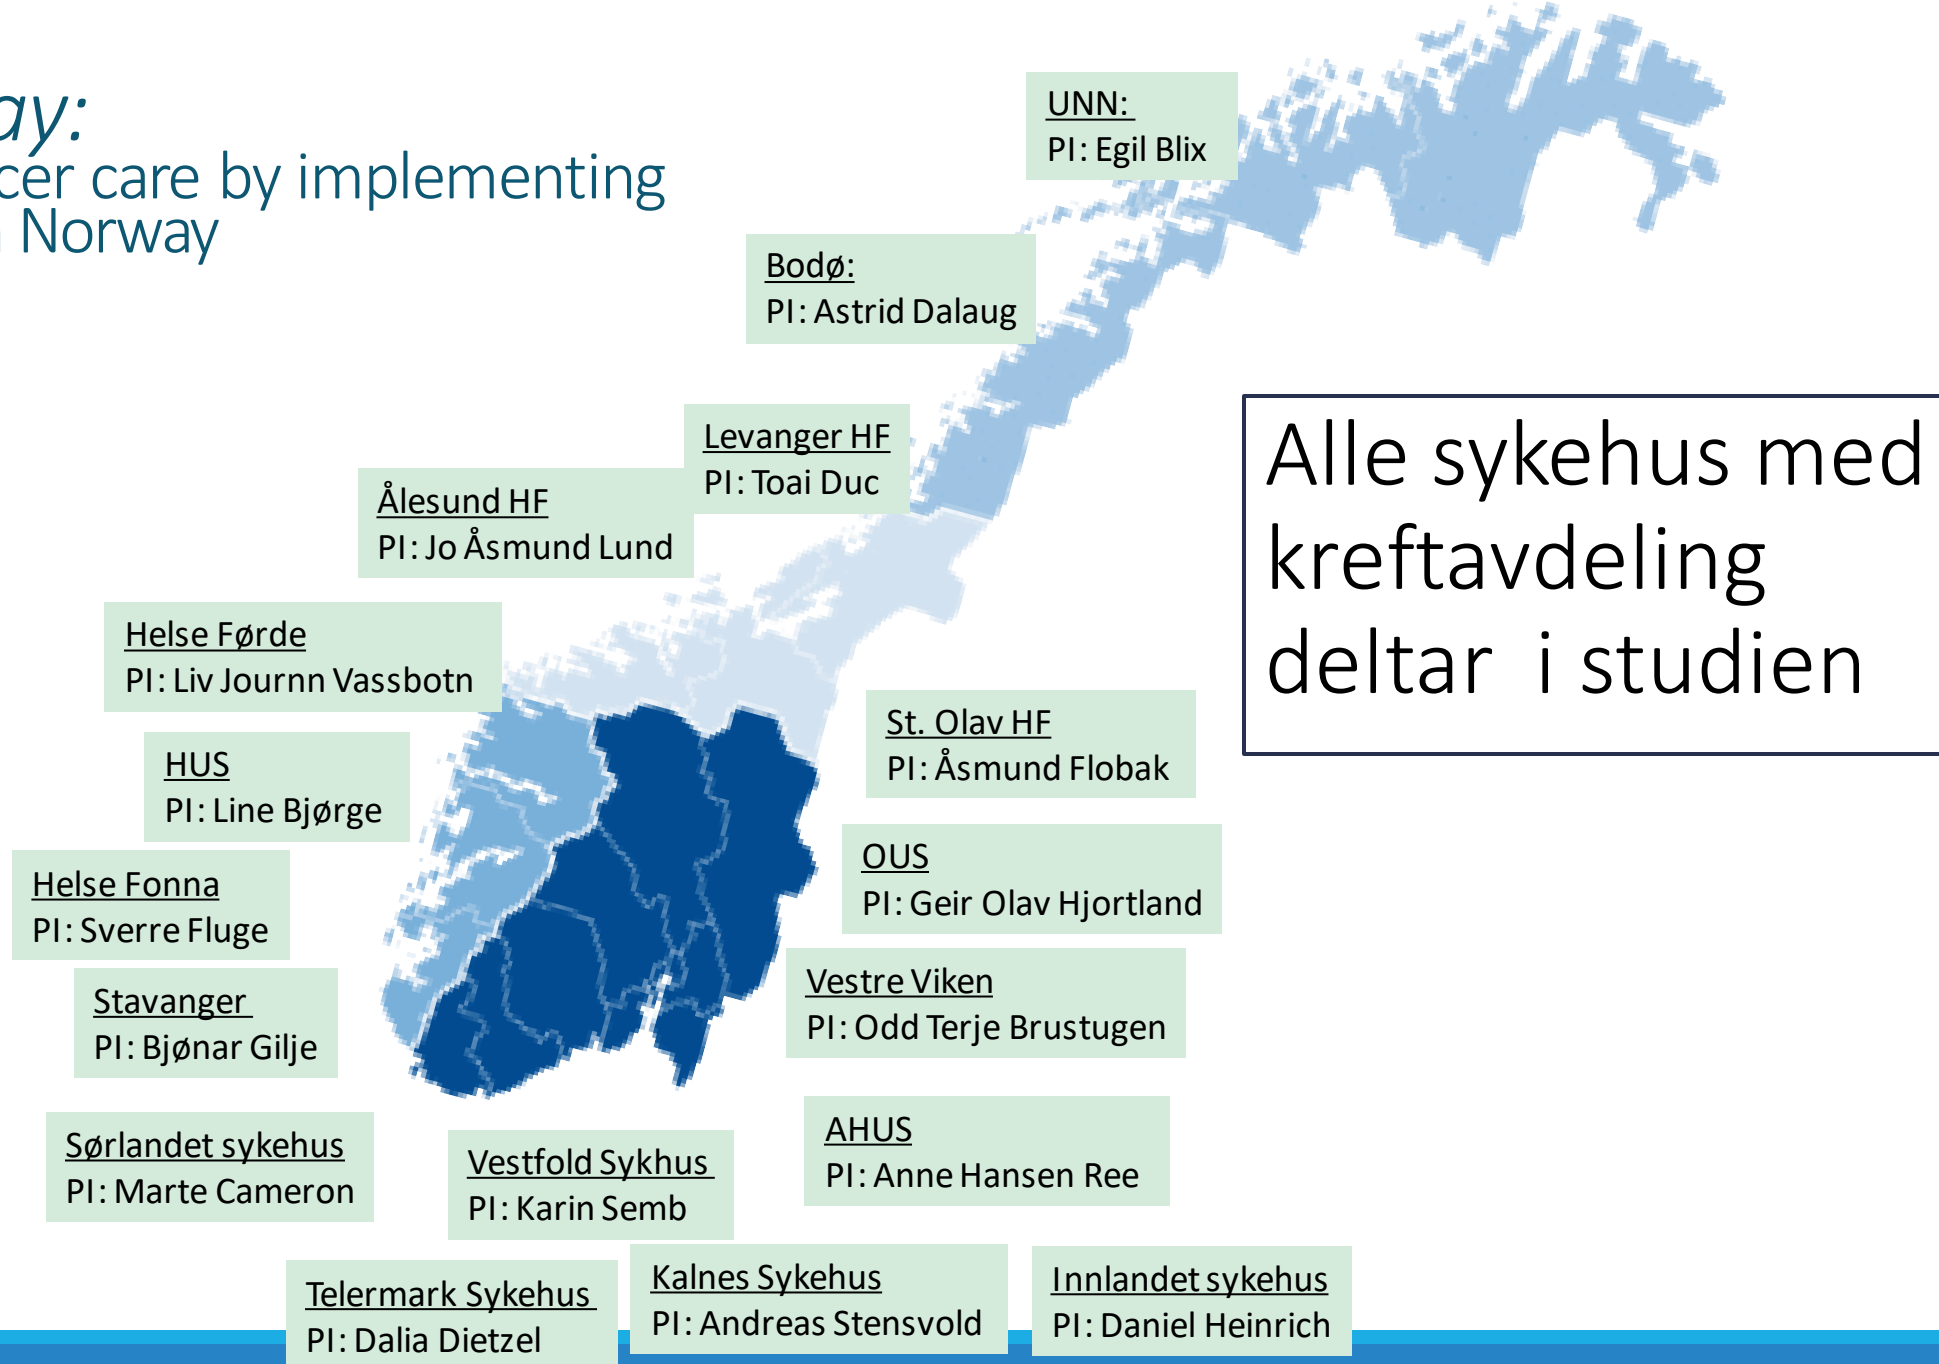 ay:
cer care by implementing
n Norway
UNN:
PI: Egil Blix
Bodø:
PI: Astrid Dalaug
Levanger HF
PI: Toai Duc
Ålesund HF
PI: Jo Åsmund Lund
Helse Førde
PI: Liv Journn Vassbotn
HUS
PI: Line Bjørge
Helse Fonna
PI: Sverre Fluge
Stavanger
PI: Bjønar Gilje
Sørlandet sykehus
PI: Marte Cameron
Vestfold Sykhus
PI: Karin Semb
Telermark Sykehus
PI: Dalia Dietzel
Kalnes Sykehus
PI: Andreas Stensvold
Innlandet sykehus
PI: Daniel Heinrich
AHUS
PI: Anne Hansen Ree
Vestre Viken
PI: Odd Terje Brustugen
OUS
PI: Geir Olav Hjortland
St. Olav HF
PI: Åsmund Flobak
Alle sykehus med
kreftavdeling
deltar i studien